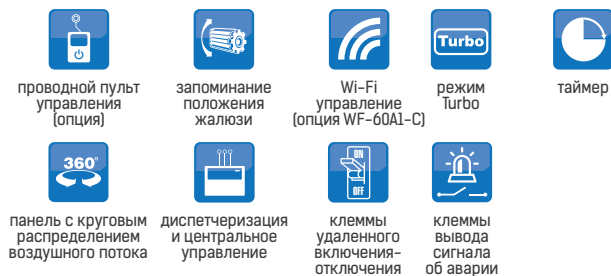 Turbo
проводной пульт
управления
(опция)
запоминание
положения
жалюзи
Wi-Fi
управление
(опция WF-60A1-C)
режим
Turbo
таймер
360°
ON
OFF
панель с круговым
распределением
воздушного потока
диспетчеризация
и центральное
управление
клеммы
удаленного
включения-
отключения
клеммы
вывода
сигнала
об аварии